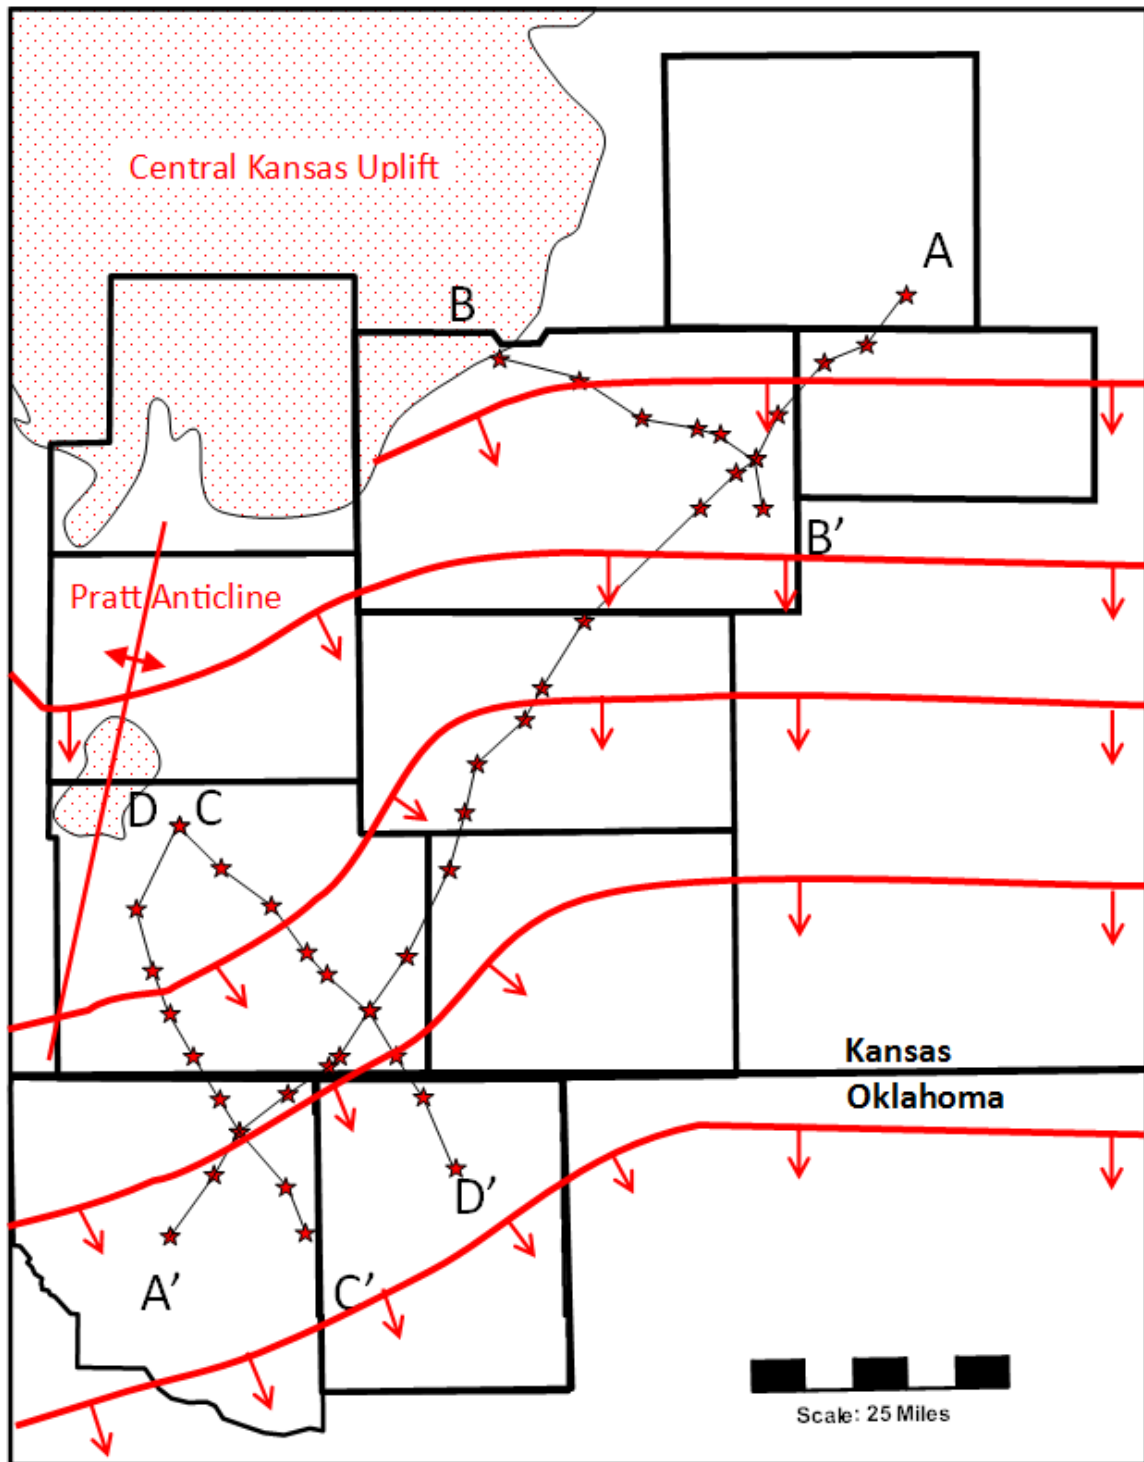 Central Kansas Uplift
A
B
B’
Pratt Anticline
D C
Kansas
Oklahoma
D’
A’ C’
Scale: 25 Miles